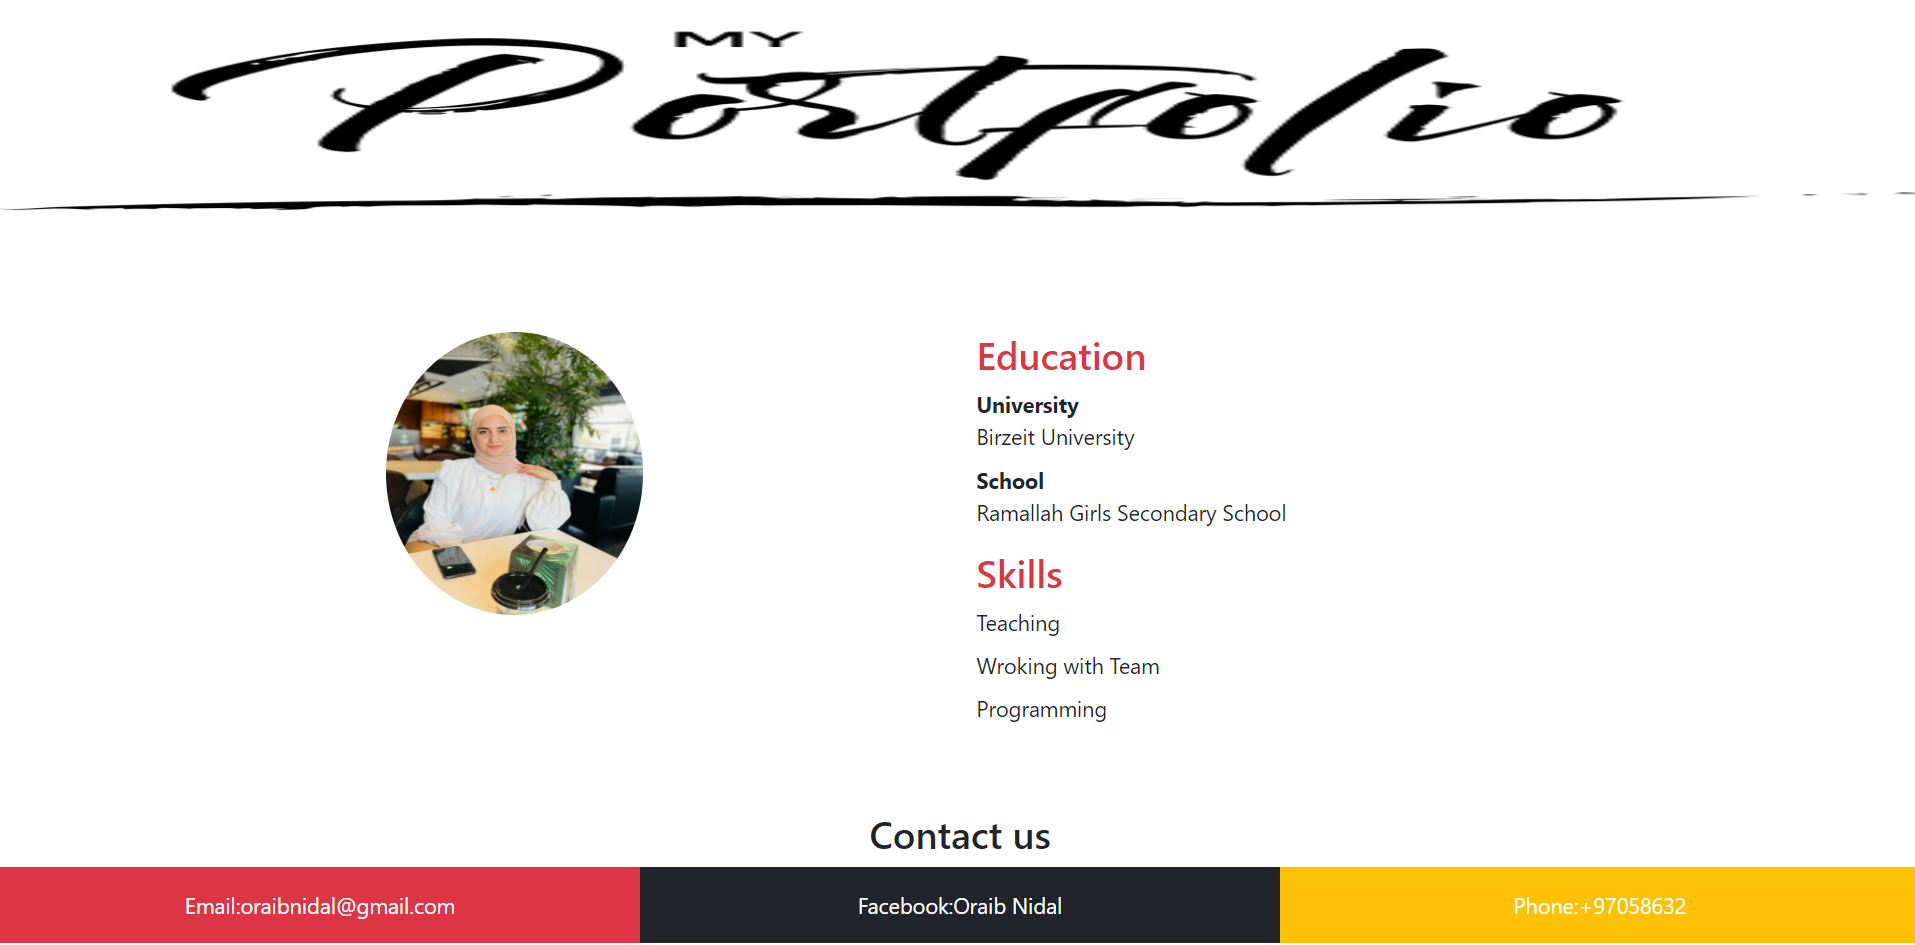 MY
Portfolio
Education
University
Birzeit University
School
Ramallah Girls Secondary School
Skills
Teaching
Wroking with Team
Programming
Contact us
Email:oraibnidal@gmail.com
Facebook:Oraib Nidal
Phone:+97058632